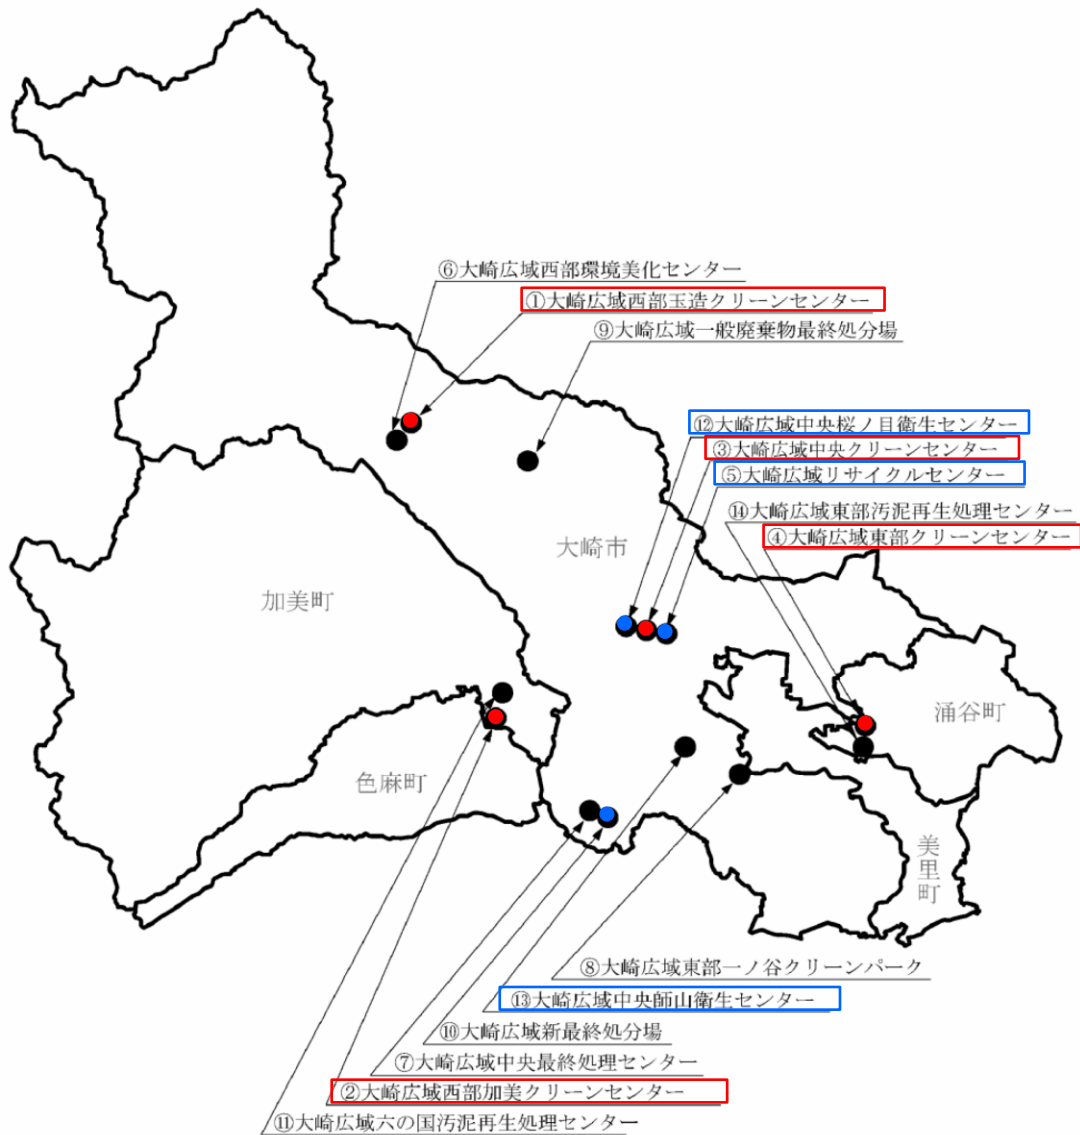 ⑥大崎広域西部環境美化センター
①大崎広域西部玉造クリーンセンター
⑨大崎広域一般廃棄物最終処分場
⑫大崎広域中央桜ノ目衛生センター
③大崎広域中央クリーンセンター
⑤大崎広域リサイクルセンター
⑭大崎広域東部汚泥再生処理センター
④大崎広域東部クリーンセンター
大崎市
加美町
涌谷町
色麻町
美里町
⑧大崎広域東部一ノ谷クリーンパーク
⑬大崎広域中央師山衛生センター
⑩大崎広域新最終処分場
⑦大崎広域中央最終処理センター
②大崎広域西部加美クリーンセンター
⑪大崎広域六の国汚泥再生処理センター